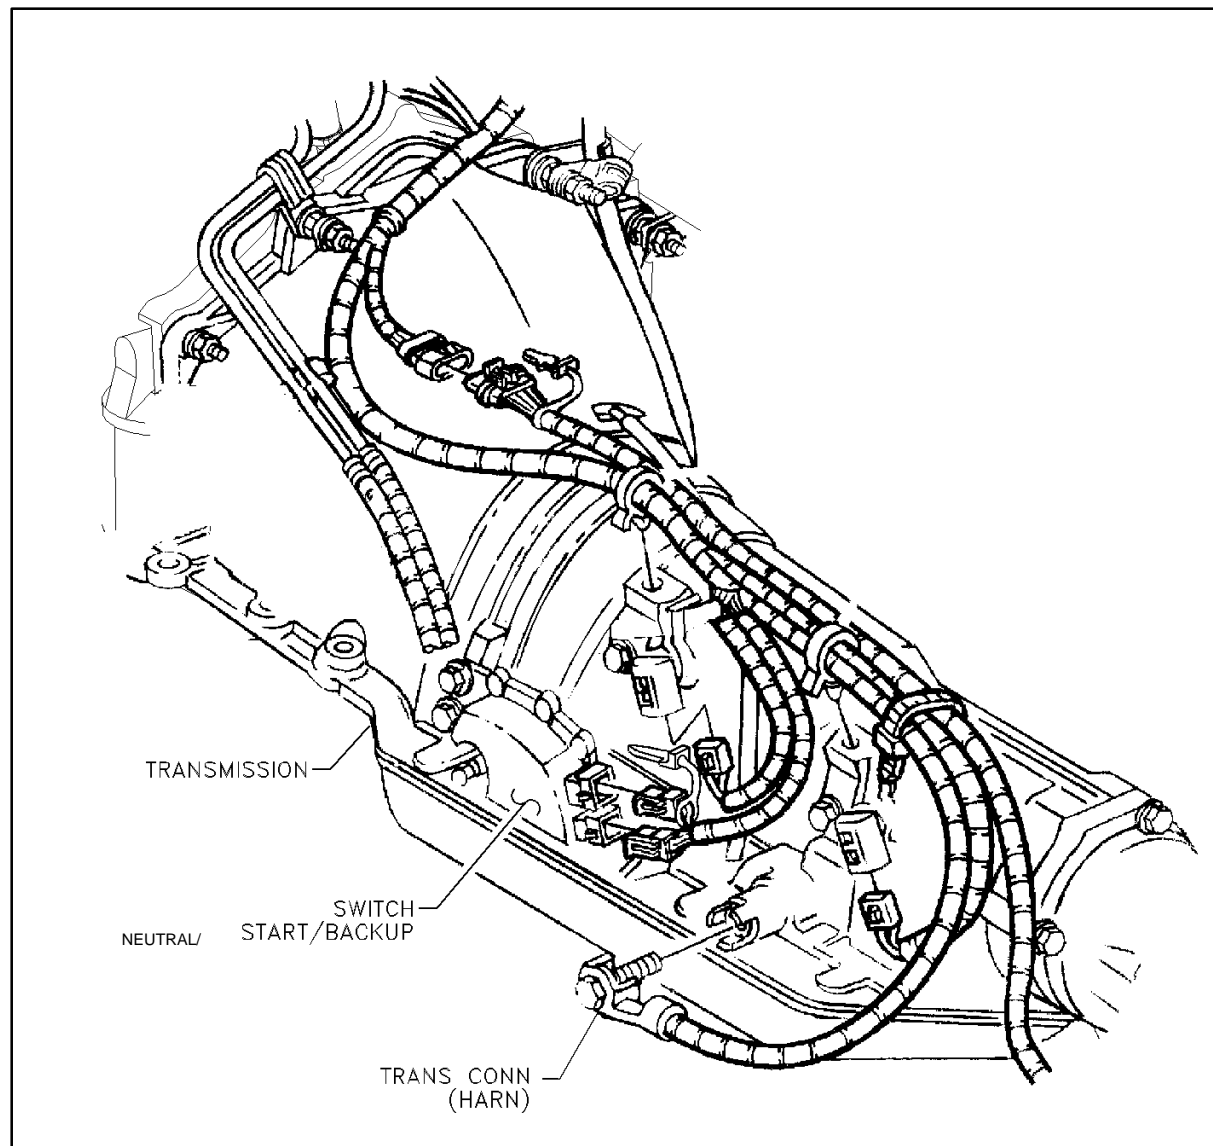 TRANSMISSION
SWITCH
NEUTRAL/ START/BACKUP
TRANS CONN
(HARN)